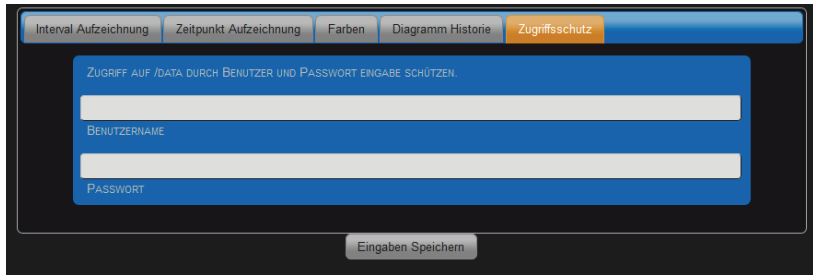 Interval Aufzeichnung Zeitpunkt Aufzeichnung Farben Diagramm Historie Zugriffsschutz
Zugriff auf /data durch Benutzer und Passwort eingabe schützen.
Benutzername
Passwort
Eingaben Speichern